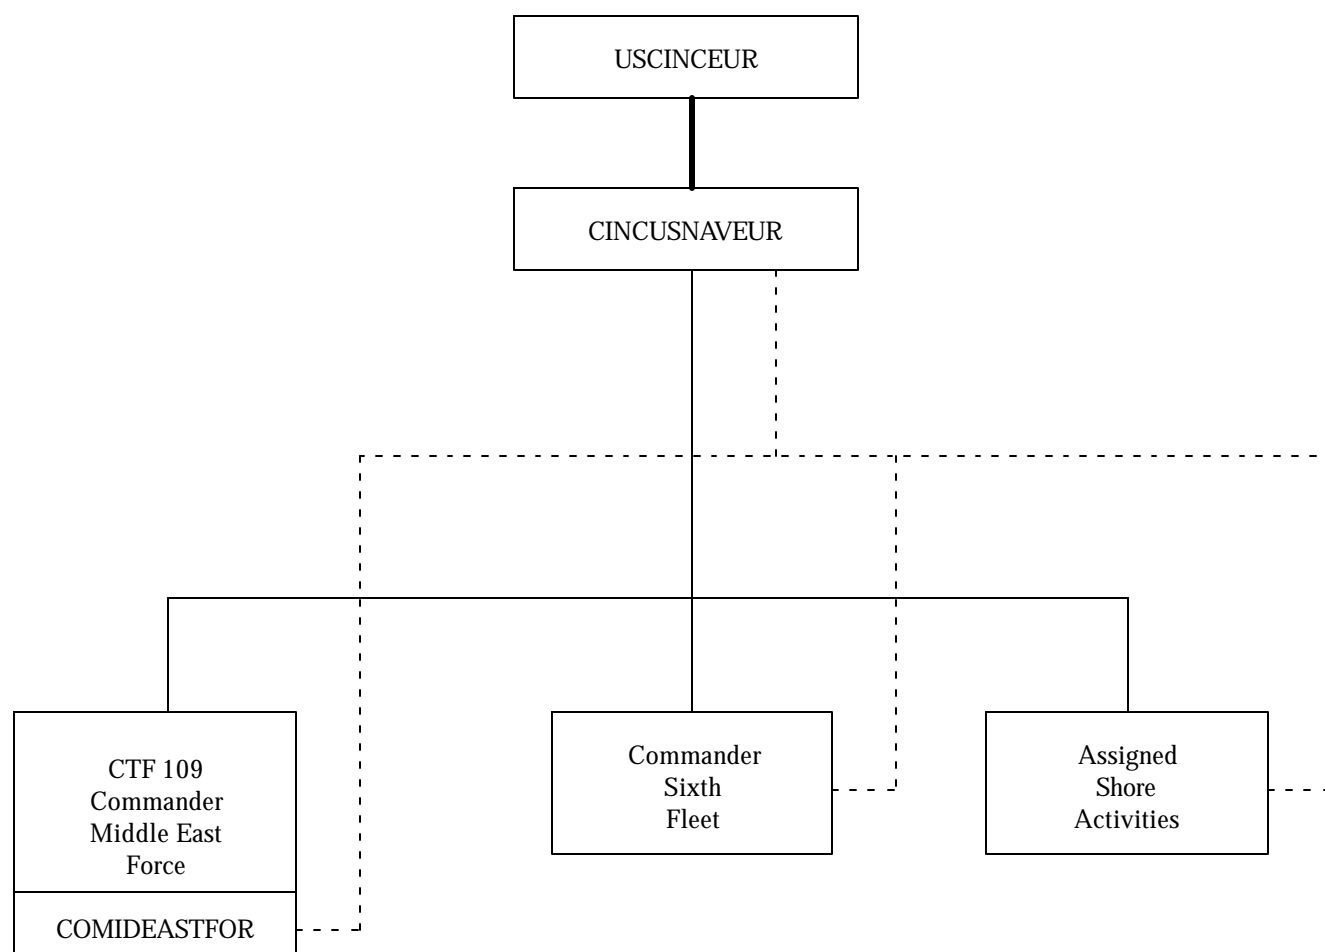 USCINCEUR
CINCUSNAVEUR
CTF 109
Commander
Middle East
Force
COMIDEASTFOR
Commander
Sixth
Fleet
Assigned
Shore
Activities